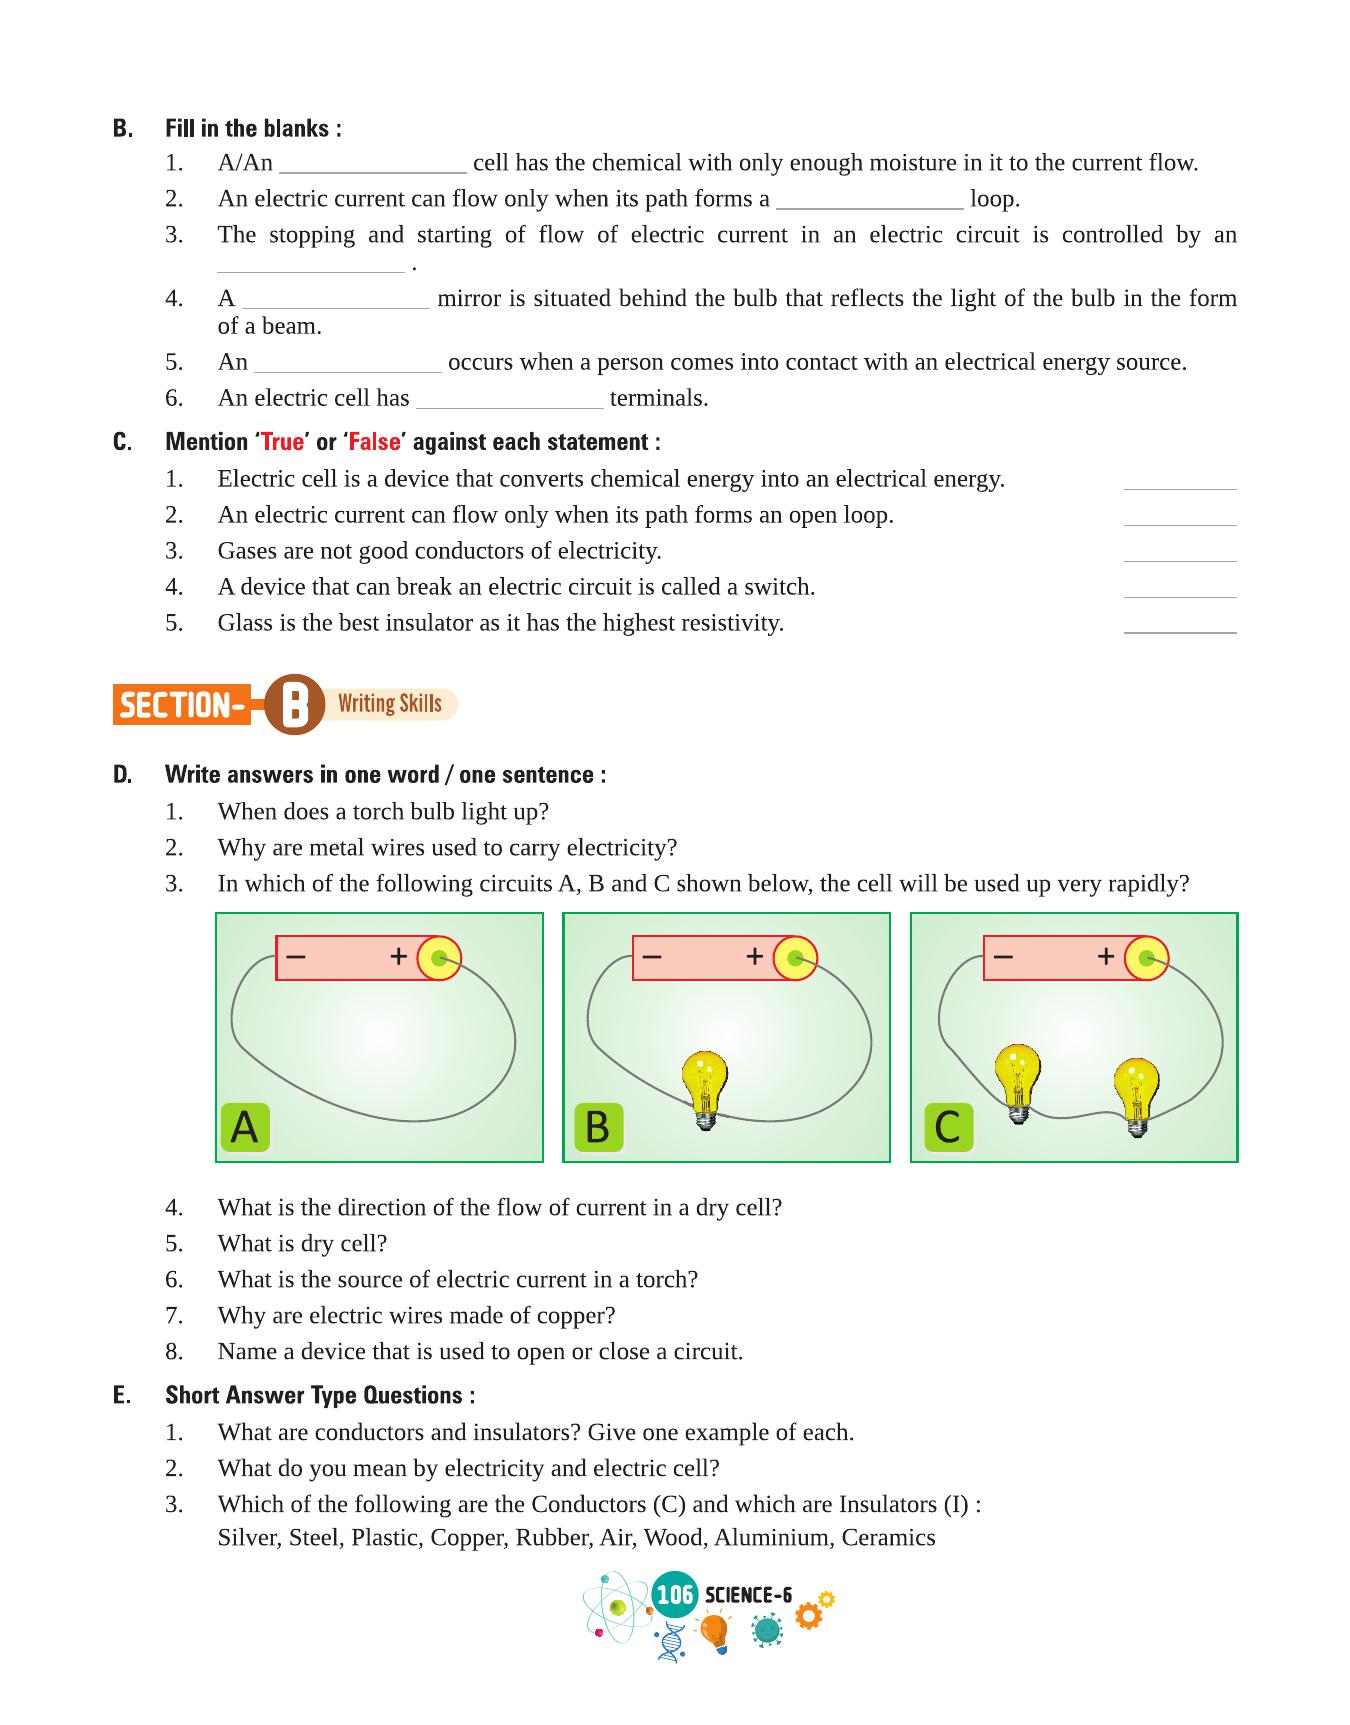 B. Fill in the blanks :
1. A/An _______________ cell has the chemical with only enough moisture in it to the current flow.
2. An electric current can flow only when its path forms a _______________ loop.
3. The stopping and starting of flow of electric current in an electric circuit is controlled by an
_______________ .
4. A _______________ mirror is situated behind the bulb that reflects the light of the bulb in the form
of a beam.
5. An _______________ occurs when a person comes into contact with an electrical energy source.
6. An electric cell has _______________ terminals.
C. Mention ‘True’ or ‘False’ against each statement :
1. Electric cell is a device that converts chemical energy into an electrical energy. _________
2. An electric current can flow only when its path forms an open loop. _________
3. Gases are not good conductors of electricity. _________
4. A device that can break an electric circuit is called a switch. _________
5. Glass is the best insulator as it has the highest resistivity. _________
SECTION- B Writing Skills
D. Write answers in one word / one sentence :
1. When does a torch bulb light up?
2. Why are metal wires used to carry electricity?
3. In which of the following circuits A, B and C shown below, the cell will be used up very rapidly?
− + − + − +
A B C
4. What is the direction of the flow of current in a dry cell?
5. What is dry cell?
6. What is the source of electric current in a torch?
7. Why are electric wires made of copper?
8. Name a device that is used to open or close a circuit.
E. Short Answer Type Questions :
1. What are conductors and insulators? Give one example of each.
2. What do you mean by electricity and electric cell?
3. Which of the following are the Conductors (C) and which are Insulators (I) :
Silver, Steel, Plastic, Copper, Rubber, Air, Wood, Aluminium, Ceramics
106 SCIENCE-6